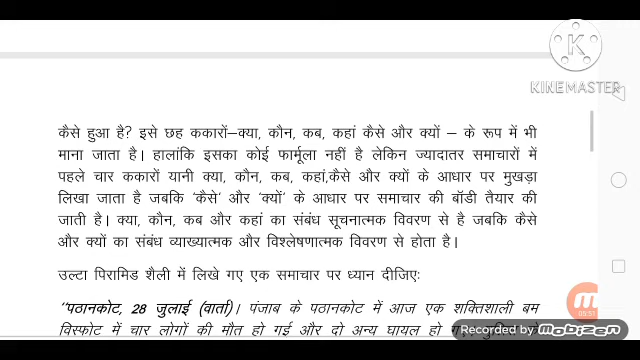 KINEMASTER
कैसे हुआ है? इसे छह ककारों–क्या, कौन, कब, कहां कैसे और क्यों – के रूप में भी
माना जाता है। हालांकि इसका कोई फार्मूला नहीं है लेकिन ज्यादातर समाचारों में
पहले चार ककारों यानी क्या, कौन, कब, कहां,कैसे और क्यों के आधार पर मुखड़ा
लिखा जाता है जबकि 'कैसे' और 'क्यों' के आधार पर समाचार की बॉडी तैयार की
जाती है। क्या, कौन, कब और कहां का संबंध सूचनात्मक विवरण से है जबकि कैसे
और क्यों का संबंध व्याख्यात्मक और विश्लेषणात्मक विवरण से होता है।
उल्टा पिरामिड शैली में लिखे गए एक समाचार पर ध्यान दीजिए:
"पठानकोट, 28 जुलाई (वार्ता)। पंजाब के पठानकोट में आज एक शक्तिशाली बम
विस्फोट में चार लोगों की मौत हो गई और दो अन्य घायल हो
08:51
Recorded by Mobizen